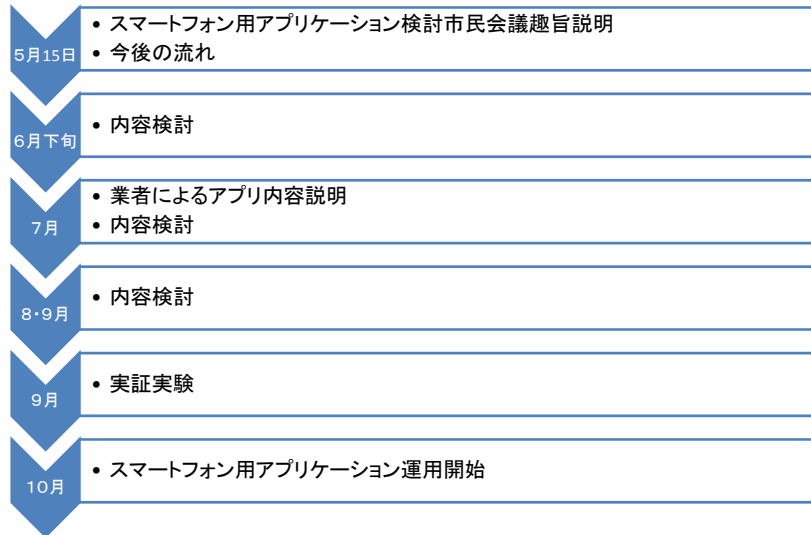 5月15日
• スマートフォン用アプリケーション検討市民会議趣旨説明
• 今後の流れ
6月下旬
• 内容検討
7月
• 業者によるアプリ内容説明
• 内容検討
8・9月
• 内容検討
9月
• 実証実験
10月
• スマートフォン用アプリケーション運用開始